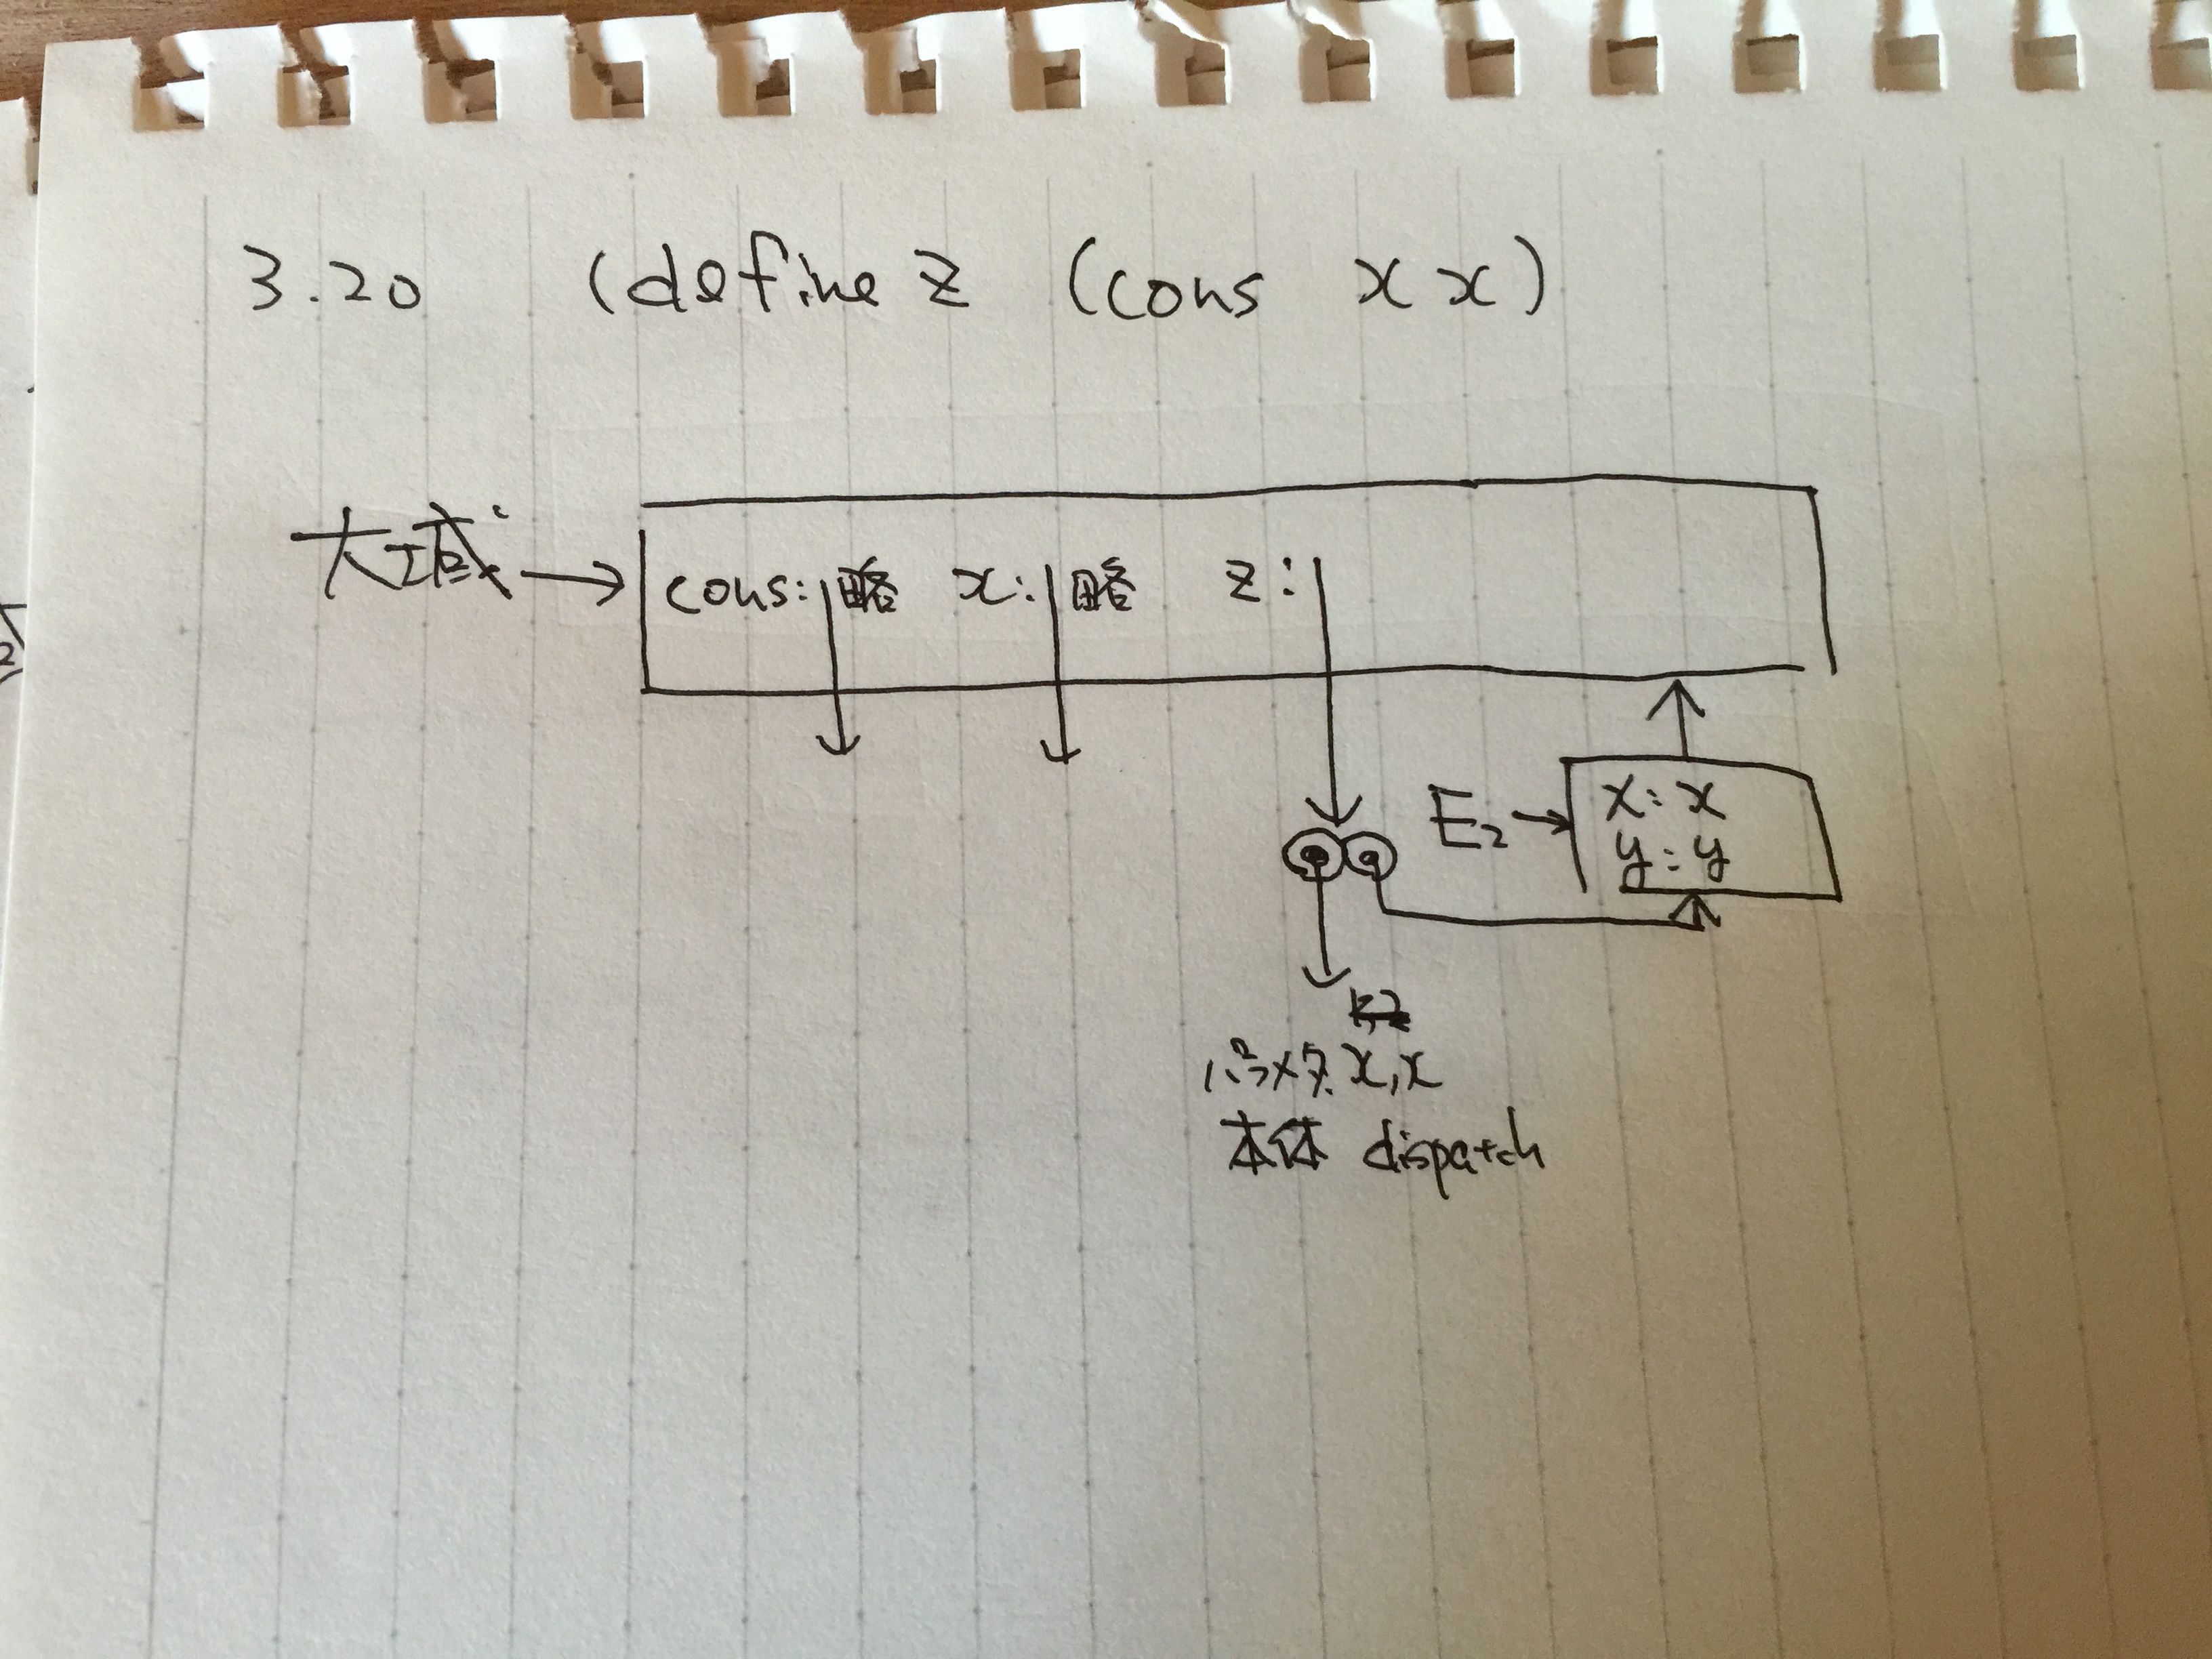 3.20 (define z (cons x x)
大域 → cons: 略 x: 略 z:
E2 → x: x
y: y
パラメタ x, x
本体 dispatch